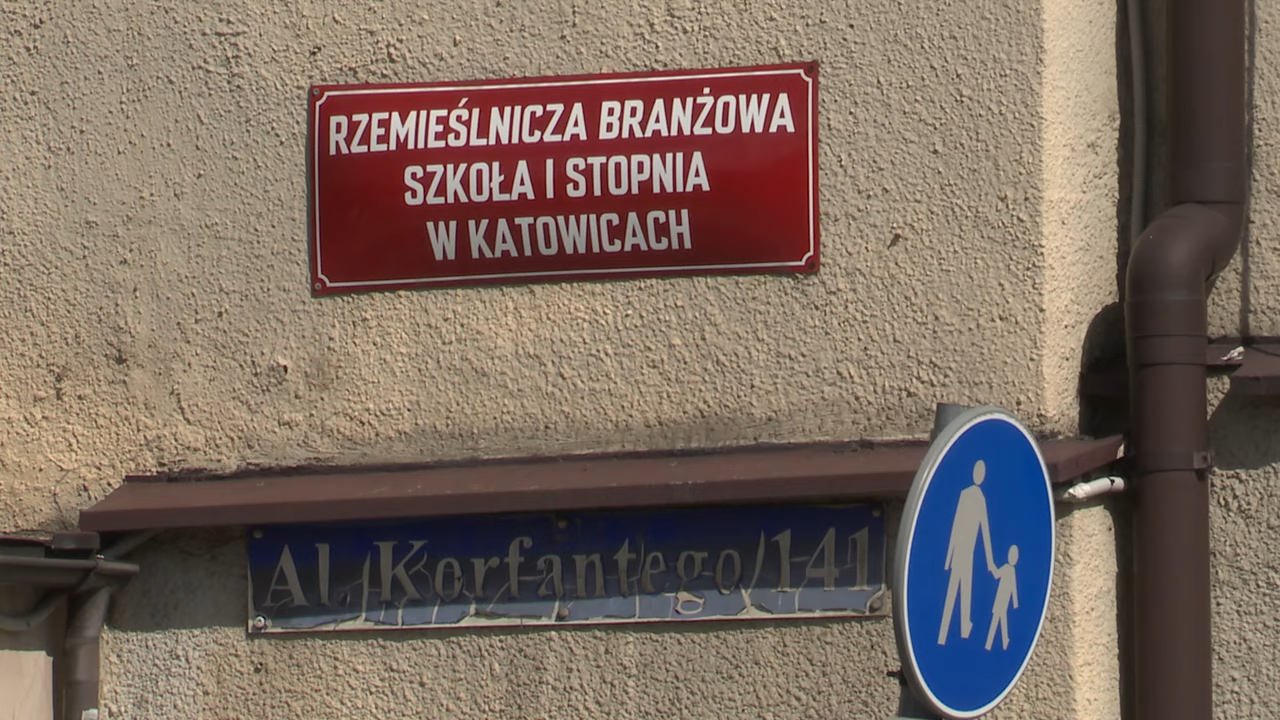 RZEMIEŚLNICZA BRANŻOWA
SZKOŁA I STOPNIA
W KATOWICACH
Al. Korfantego 141